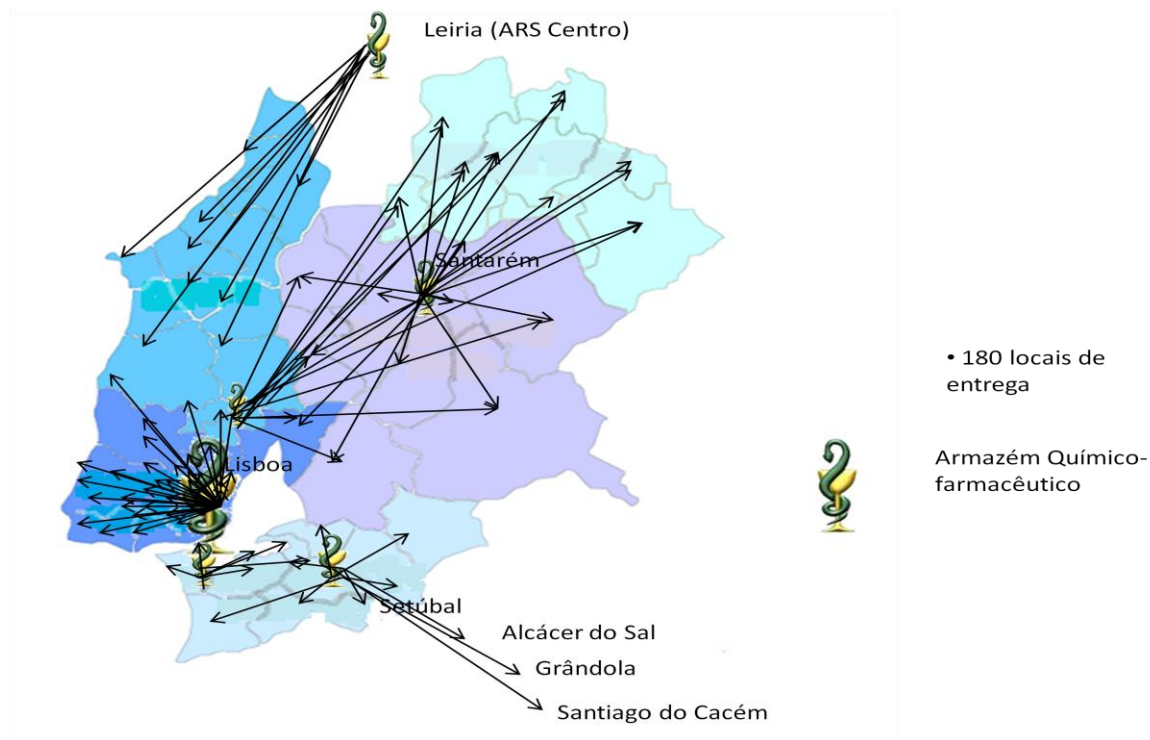 Leiria (ARS Centro)
Santarém
• 180 locais de
entrega
Armazém Químico-
farmacêutico
Lisboa
Setúbal
Alcácer do Sal
Grândola
Santiago do Cacém